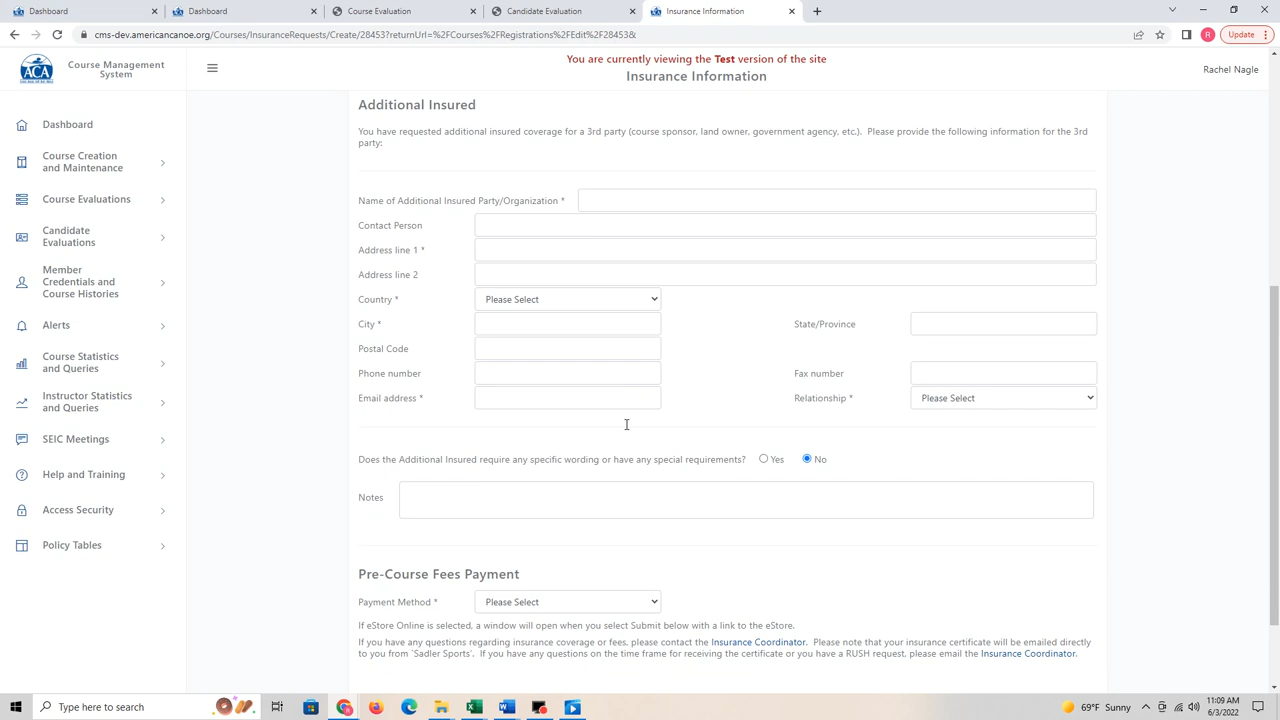 Dashboard
Dashboard
Course Evaluation
Candidate Evaluation
Insurance Information
cms-dev.americancanoe.org/Courses/InsuranceRequests/Create/28453?returnUrl=%2FCourses%2FRegistrations%2FEdit%2F28453&
R
Update
ACA
Course Management
System
You are currently viewing the Test version of the site
Insurance Information
Rachel Nagle
Dashboard
Course Creation
and Maintenance
Course Evaluations
Candidate
Evaluations
Member
Credentials and
Course Histories
Alerts
Course Statistics
and Queries
Instructor Statistics
and Queries
SEIC Meetings
Help and Training
Access Security
Policy Tables
Additional Insured
You have requested additional insured coverage for a 3rd party (course sponsor, land owner, government agency, etc.). Please provide the following information for the 3rd
party:
Name of Additional Insured Party/Organization *
Contact Person
Address line 1 *
Address line 2
Country * Please Select
City * State/Province
Postal Code
Phone number Fax number
Email address * Relationship * Please Select
Does the Additional Insured require any specific wording or have any special requirements? Yes No
Notes
Pre-Course Fees Payment
Payment Method * Please Select
If eStore Online is selected, a window will open when you select Submit below with a link to the eStore.
If you have any questions regarding insurance coverage or fees, please contact the Insurance Coordinator. Please note that your insurance certificate will be emailed directly
to you from `Sadler Sports'. If you have any questions on the time frame for receiving the certificate or you have a RUSH request, please email the Insurance Coordinator.
Type here to search
69°F Sunny
11:09 AM
6/3/2022